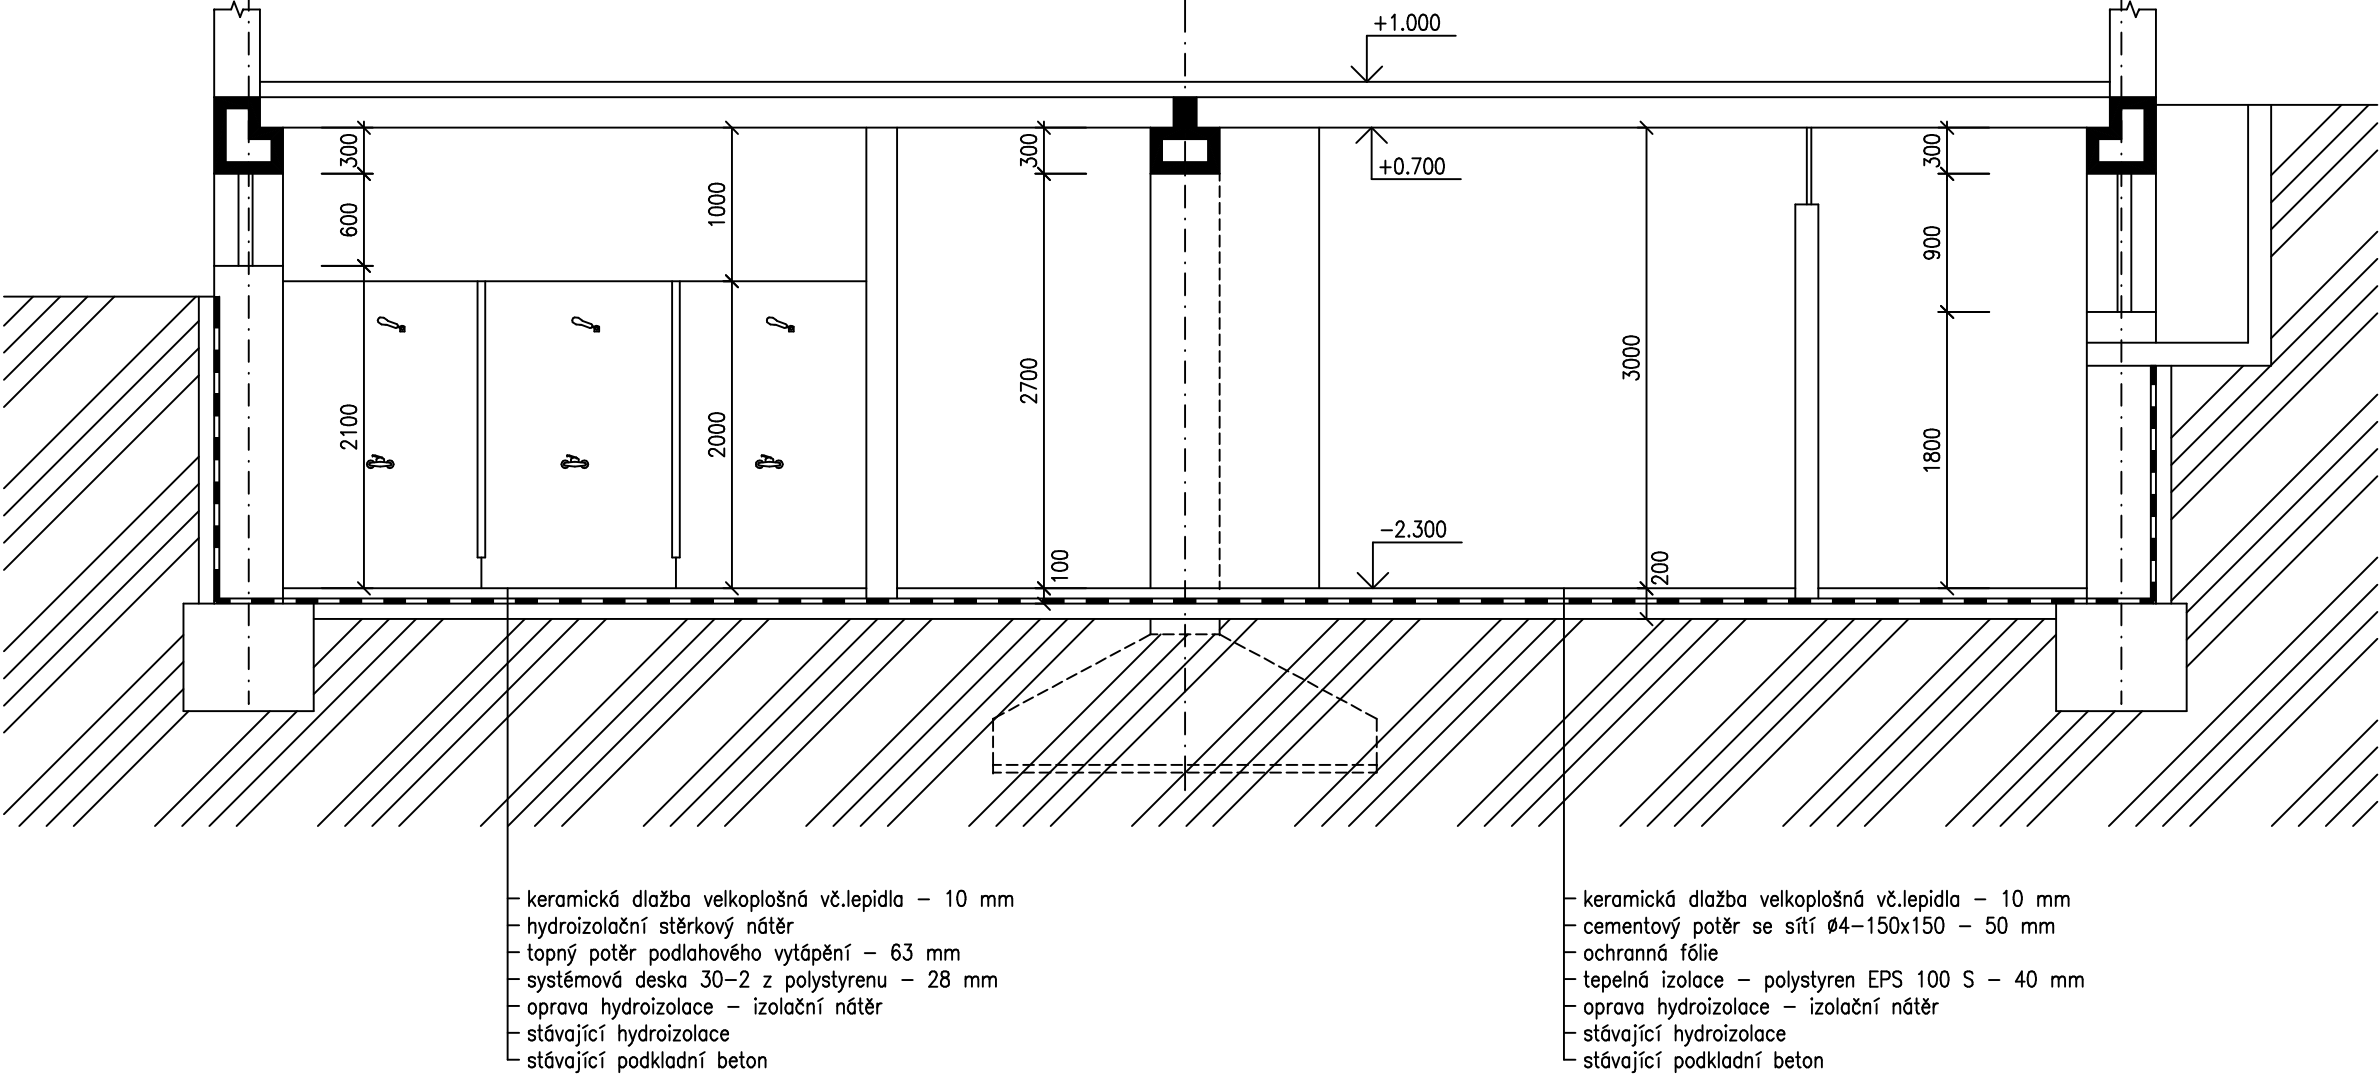 +1.000
300
600
2100
1000
2000
300
2700
100
+0.700
-2.300
3000
200
300
900
1800
keramická dlažba velkoplošná vč.lepidla - 10 mm
hydroizolační stěrkový nátěr
topný potěr podlahového vytápění - 63 mm
systémová deska 30-2 z polystyrenu - 28 mm
oprava hydroizolace - izolační nátěr
stávající hydroizolace
stávající podkladní beton
keramická dlažba velkoplošná vč.lepidla - 10 mm
cementový potěr se sítí ø4-150x150 - 50 mm
ochranná fólie
tepelná izolace - polystyren EPS 100 S - 40 mm
oprava hydroizolace - izolační nátěr
stávající hydroizolace
stávající podkladní beton